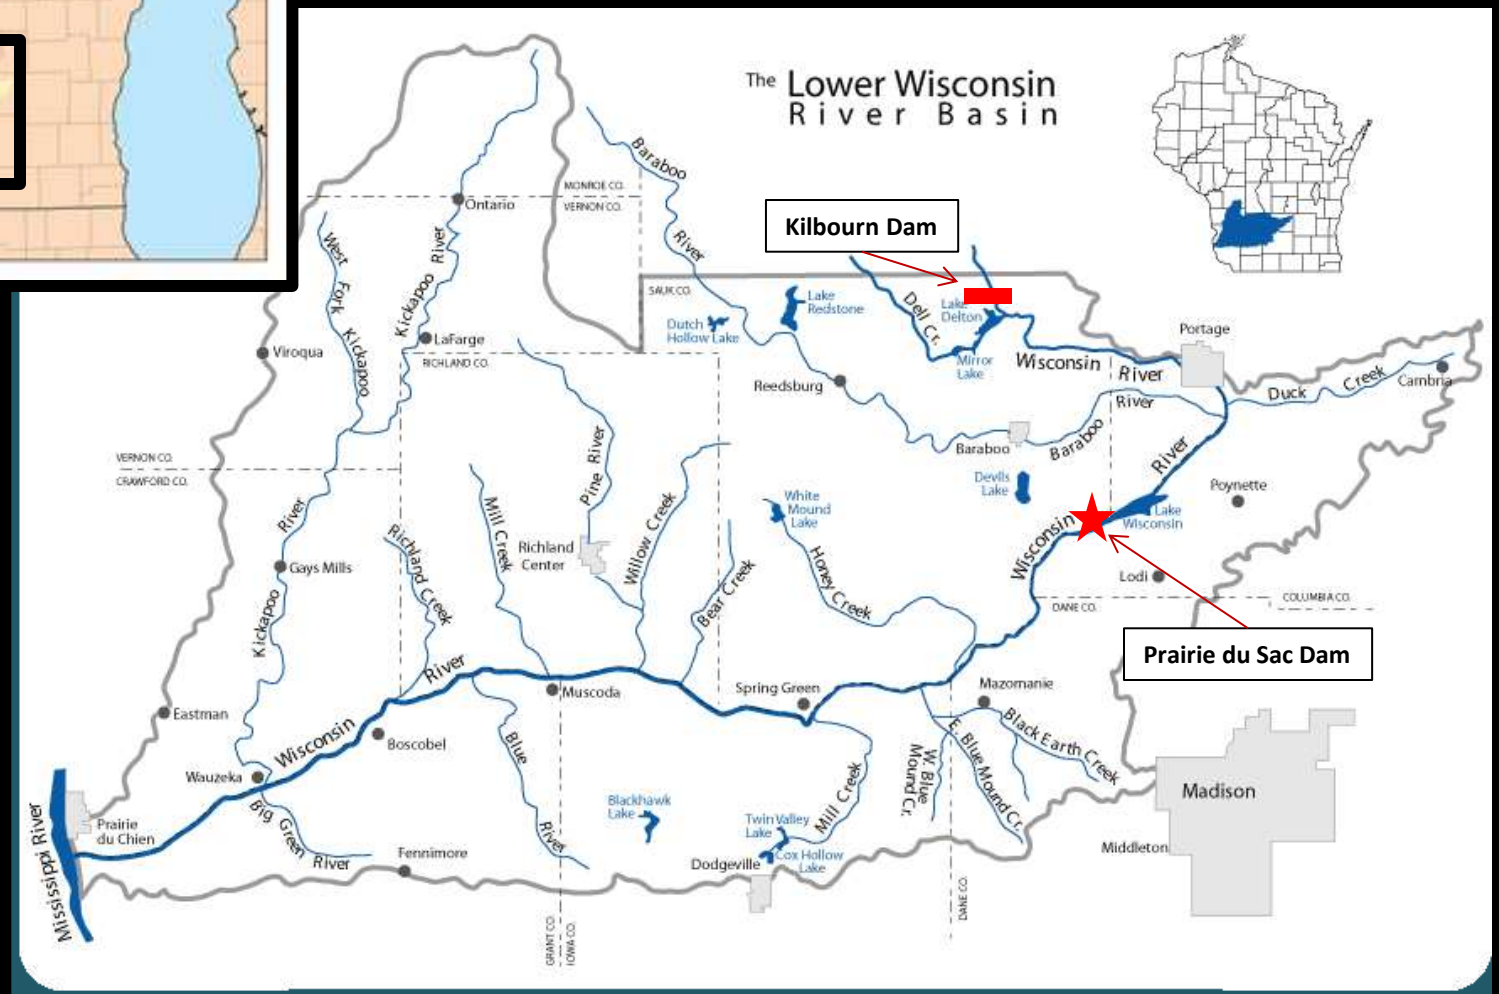 The Lower Wisconsin
River Basin
Kilbourn Dam
Prairie du Sac Dam
MONROE CO.
VERNON CO.
Baraboo
River
Ontario
West Fork Kickapoo
Kickapoo River
SAUK CO.
Lake
Redstone
Dutch
Hollow Lake
Dell Cr.
Lake
Delton
Mirror
Lake
Wisconsin River
Portage
Viroqua
LaFarge
RICHLAND CO.
Reedsburg
Duck Creek
Cambria
River
Baraboo
Baraboo
River
VERNON CO.
CRAWFORD CO.
Pine River
Devils
Lake
Poynette
White
Mound
Lake
Lake
Wisconsin
Wisconsin
River
Mill Creek
Willow Creek
Richland Creek
Richland
Center
Gays Mills
Lodi
Bear Creek
Honey Creek
DANE CO.
COLUMBIA CO.
Kickapoo
River
Muscoda
Spring Green
Mazomanie
Eastman
Wisconsin
Boscobel
Blue
River
Black Earth Creek
E. Blue Mound Cr.
W. Blue
Mound Cr.
Wauzeka
Big Green River
Blackhawk
Lake
Mill Creek
Twin Valley
Lake
Cox Hollow
Lake
Madison
Middleton
Prairie
du Chien
Mississippi River
Fennimore
Dodgeville
GRANT CO.
IOWA CO.
DANE CO.